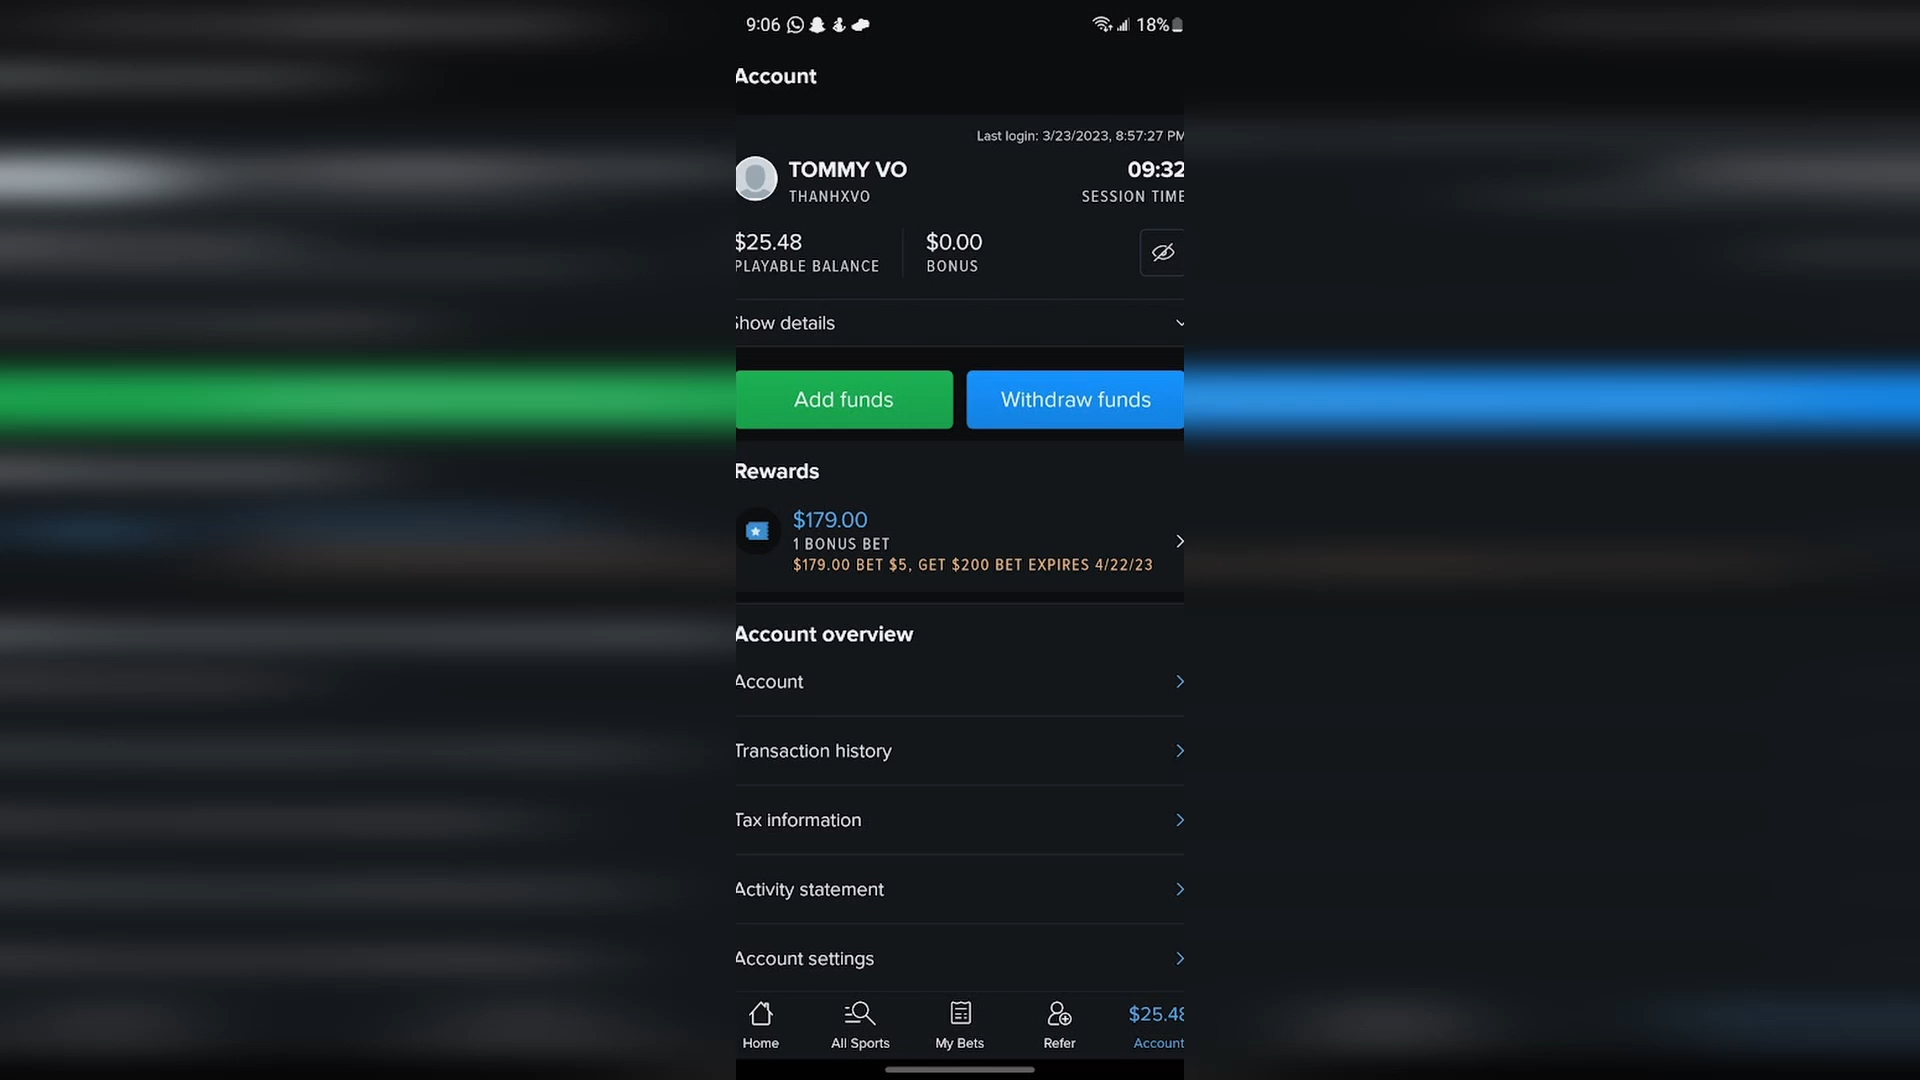 9:06 18%
Account
Last login: 3/23/2023, 8:57:27 PM
TOMMY VO 09:32
THANHXVO SESSION TIME
$25.48 $0.00
PLAYABLE BALANCE BONUS
Show details
Add funds Withdraw funds
Rewards
$179.00
1 BONUS BET
$179.00 BET $5, GET $200 BET EXPIRES 4/22/23
Account overview
Account
Transaction history
Tax information
Activity statement
Account settings
$25.48
Home All Sports My Bets Refer Account